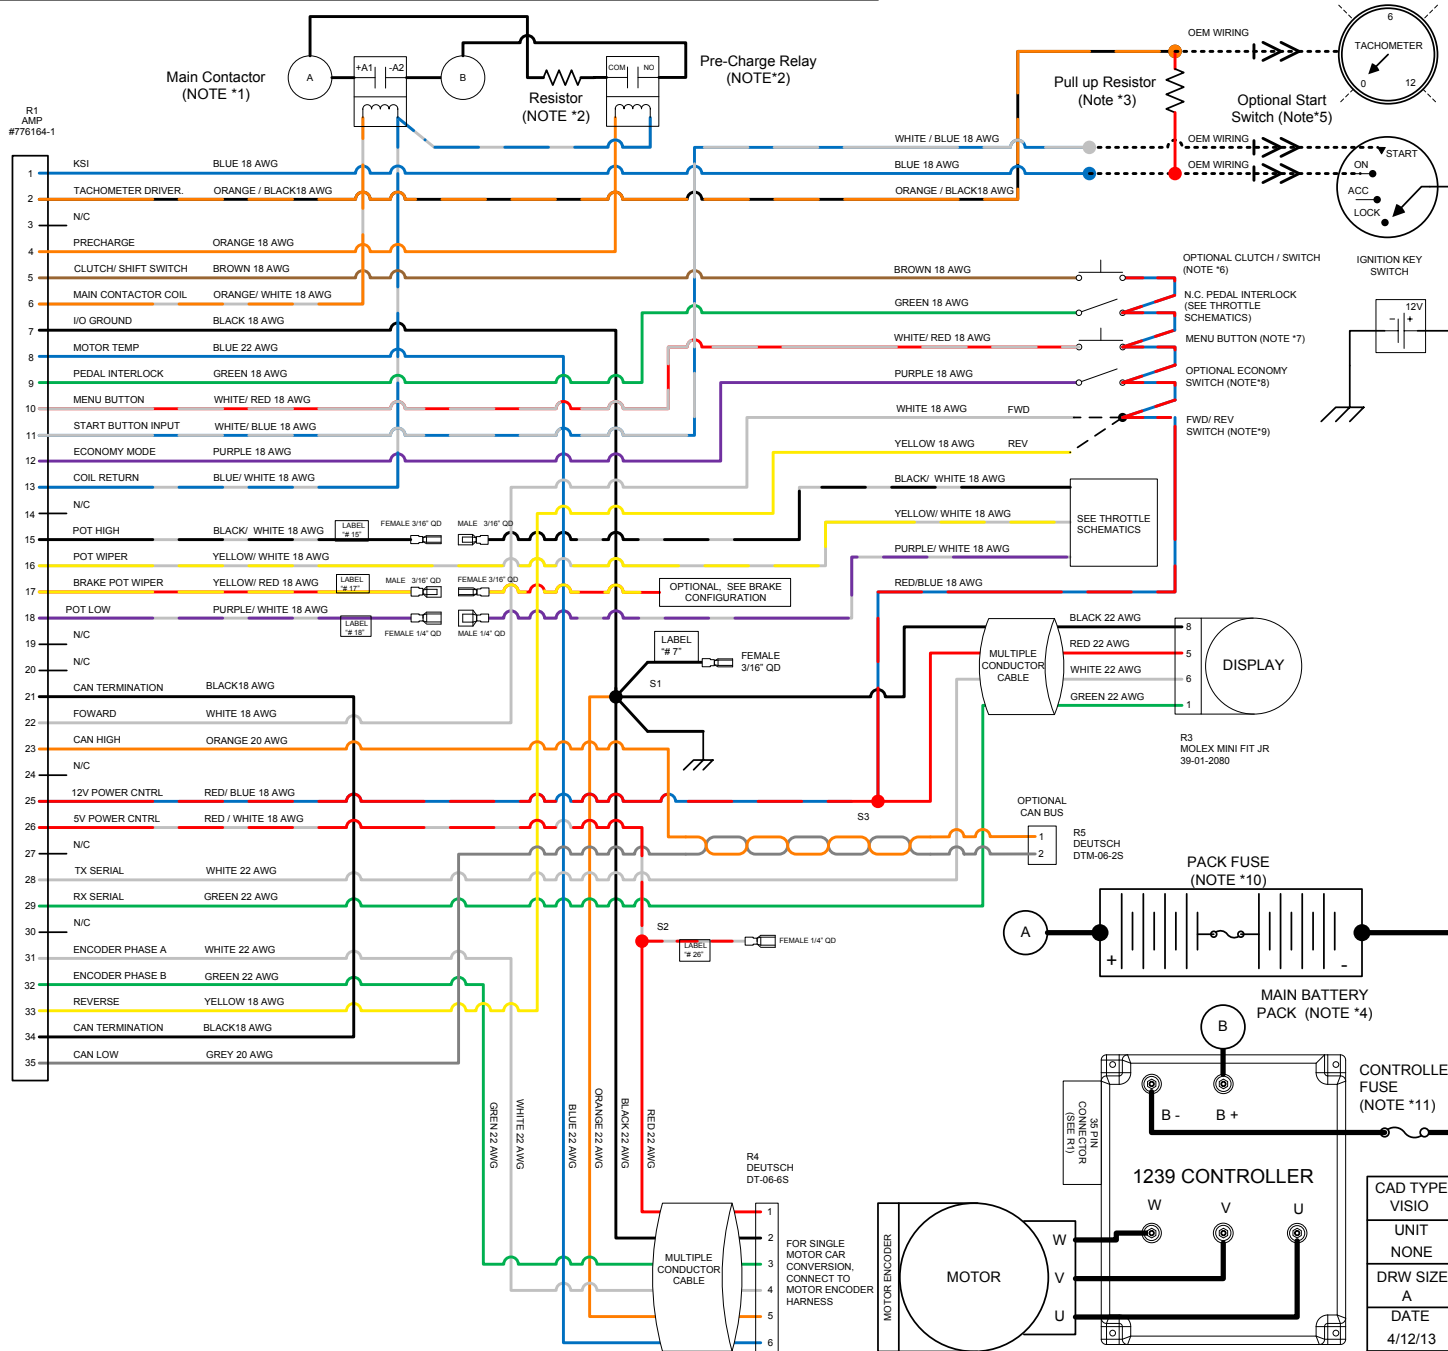 Main Contactor
(NOTE *1)
A
+A1
-A2
B
Resistor
(NOTE *2)
COM
NO
Pre-Charge Relay
(NOTE*2)
OEM WIRING
6
TACHOMETER
0
12
Pull up Resistor
(Note *3)
Optional Start
Switch (Note*5)
WHITE / BLUE 18 AWG
OEM WIRING
START
BLUE 18 AWG
OEM WIRING
ON
ORANGE / BLACK18 AWG
ACC
LOCK
IGNITION KEY
SWITCH
12V
- +
R1
AMP
#776164-1
1 KSI BLUE 18 AWG
2 TACHOMETER DRIVER. ORANGE / BLACK18 AWG
3 N/C
4 PRECHARGE ORANGE 18 AWG
5 CLUTCH/ SHIFT SWITCH BROWN 18 AWG
6 MAIN CONTACTOR COIL ORANGE/ WHITE 18 AWG
7 I/O GROUND BLACK 18 AWG
8 MOTOR TEMP BLUE 22 AWG
9 PEDAL INTERLOCK GREEN 18 AWG
10 MENU BUTTON WHITE/ RED 18 AWG
11 START BUTTON INPUT WHITE/ BLUE 18 AWG
12 ECONOMY MODE PURPLE 18 AWG
13 COIL RETURN BLUE/ WHITE 18 AWG
14 N/C
15 POT HIGH BLACK/ WHITE 18 AWG
16 POT WIPER YELLOW/ WHITE 18 AWG
17 BRAKE POT WIPER YELLOW/ RED 18 AWG
18 POT LOW PURPLE/ WHITE 18 AWG
19 N/C
20 N/C
21 CAN TERMINATION BLACK18 AWG
22 FOWARD WHITE 18 AWG
23 CAN HIGH ORANGE 20 AWG
24 N/C
25 12V POWER CNTRL RED/ BLUE 18 AWG
26 5V POWER CNTRL RED / WHITE 18 AWG
27 N/C
28 TX SERIAL WHITE 22 AWG
29 RX SERIAL GREEN 22 AWG
30 N/C
31 ENCODER PHASE A WHITE 22 AWG
32 ENCODER PHASE B GREEN 22 AWG
33 REVERSE YELLOW 18 AWG
34 CAN TERMINATION BLACK18 AWG
35 CAN LOW GREY 20 AWG
LABEL
"# 15"
FEMALE 3/16" QD
MALE 3/16" QD
LABEL
"# 17"
MALE 3/16" QD
FEMALE 3/16" QD
LABEL
"# 18"
FEMALE 1/4" QD
MALE 1/4" QD
OPTIONAL, SEE BRAKE
CONFIGURATION
BROWN 18 AWG
OPTIONAL CLUTCH / SWITCH
(NOTE *6)
GREEN 18 AWG
N.C. PEDAL INTERLOCK
(SEE THROTTLE
SCHEMATICS)
WHITE/ RED 18 AWG
MENU BUTTON (NOTE *7)
PURPLE 18 AWG
OPTIONAL ECONOMY
SWITCH (NOTE*8)
WHITE 18 AWG
FWD
FWD/ REV
SWITCH (NOTE*9)
YELLOW 18 AWG
REV
BLACK/ WHITE 18 AWG
YELLOW/ WHITE 18 AWG
SEE THROTTLE
SCHEMATICS
PURPLE/ WHITE 18 AWG
RED/BLUE 18 AWG
LABEL
"# 7"
FEMALE
3/16" QD
S1
MULTIPLE
CONDUCTOR
CABLE
BLACK 22 AWG
8
RED 22 AWG
5
WHITE 22 AWG
6
GREEN 22 AWG
1
DISPLAY
R3
MOLEX MINI FIT JR
39-01-2080
S3
OPTIONAL
CAN BUS
1
2
R5
DEUTSCH
DTM-06-2S
S2
LABEL
"# 26"
FEMALE 1/4" QD
PACK FUSE
(NOTE *10)
A
+
-
MAIN BATTERY
PACK (NOTE *4)
B
CONTROLLE
FUSE
(NOTE *11)
35 PIN
CONNECTOR
(SEE R1)
B -
B +
1239 CONTROLLER
W
V
U
GREN 22 AWG
WHITE 22 AWG
BLUE 22 AWG
ORANGE 22 AWG
BLACK 22 AWG
RED 22 AWG
R4
DEUTSCH
DT-06-6S
MULTIPLE
CONDUCTOR
CABLE
1
2
3
4
5
6
FOR SINGLE
MOTOR CAR
CONVERSION,
CONNECT TO
MOTOR ENCODER
HARNESS
MOTOR ENCODER
MOTOR
W
V
U
CAD TYPE
VISIO
UNIT
NONE
DRW SIZE
A
DATE
4/12/13